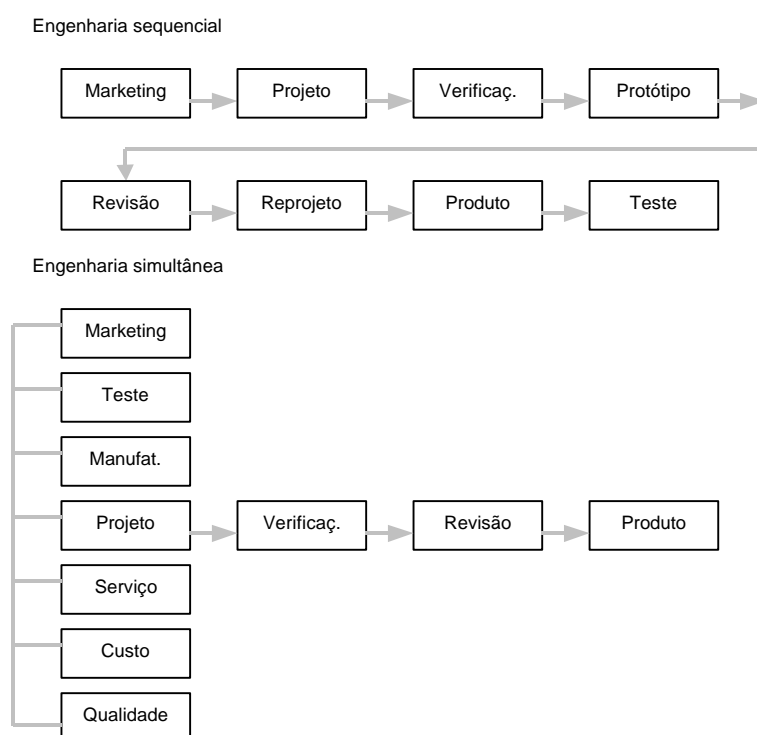 Engenharia sequencial
Marketing
Projeto
Verificaç.
Protótipo
Revisão
Reprojeto
Produto
Teste
Engenharia simultânea
Marketing
Teste
Manufat.
Projeto
Verificaç.
Revisão
Produto
Serviço
Custo
Qualidade